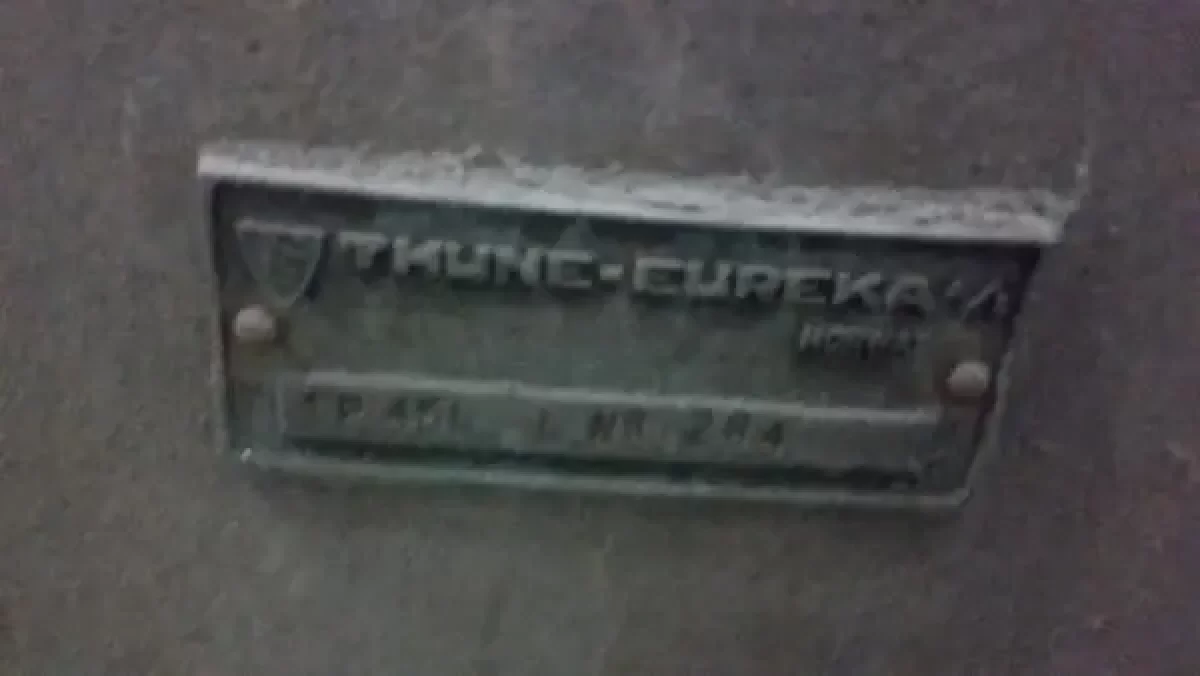 THUNE-EUREKA A/S
NORWAY
NR. 284